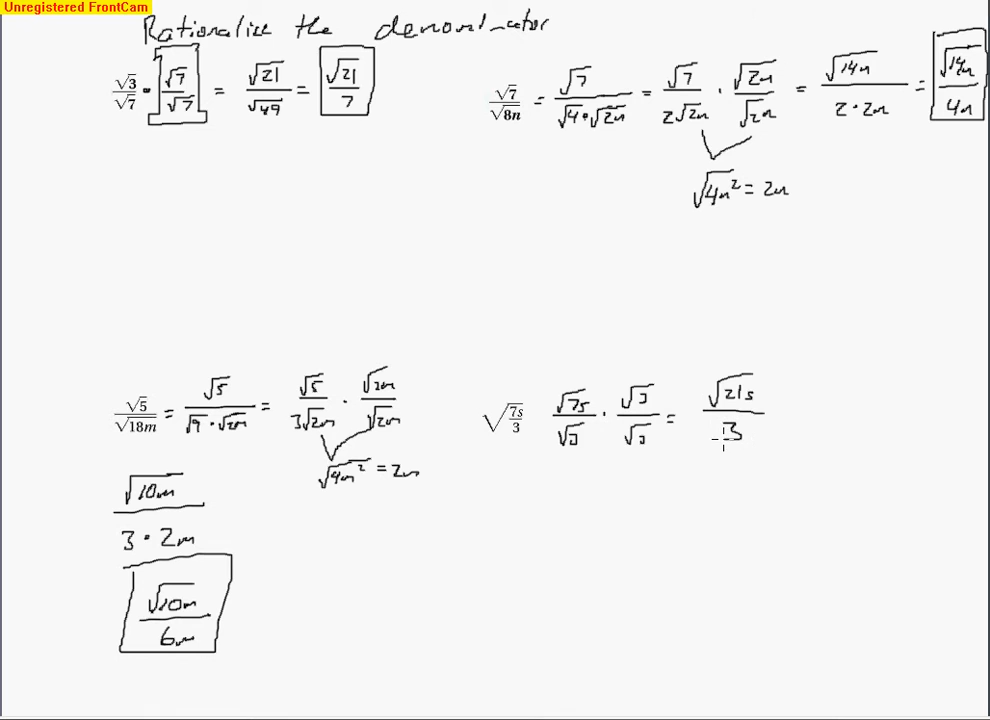 Unregistered FrontCam
Rationalize the denominator
√3/√7 · √7/√7 = √21/√49 = √21/7
√7/√8n = √7/√4·√2n = √7/2√2n · √2n/√2n = √14n/2·2n = √14n/4n
√4n² = 2n
√5/√18m = √5/√9·√2m = √5/3√2m · √2m/√2m
√4m² = 2m
√10m/3·2m
√10m/6m
√7s/3 √7s/√3 · √3/√3 = √21s/3